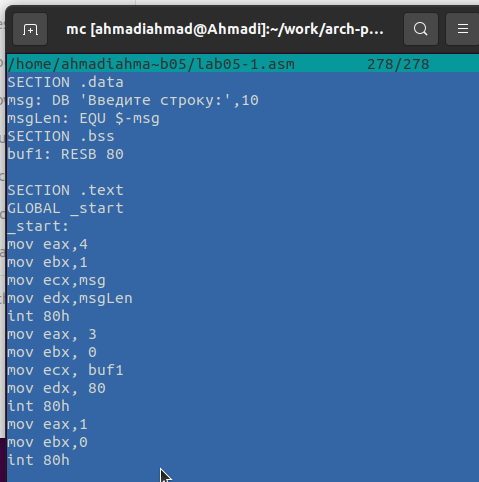 mc [ahmadiahmad@Ahmadi]:~/work/arch-p...
/home/ahmadiahma~b05/lab05-1.asm 278/278
SECTION .data
msg: DB 'Введите строку:',10
msgLen: EQU $-msg
SECTION .bss
buf1: RESB 80
SECTION .text
GLOBAL _start
_start:
mov eax,4
mov ebx,1
mov ecx,msg
mov edx,msgLen
int 80h
mov eax, 3
mov ebx, 0
mov ecx, buf1
mov edx, 80
int 80h
mov eax,1
mov ebx,0
int 80h